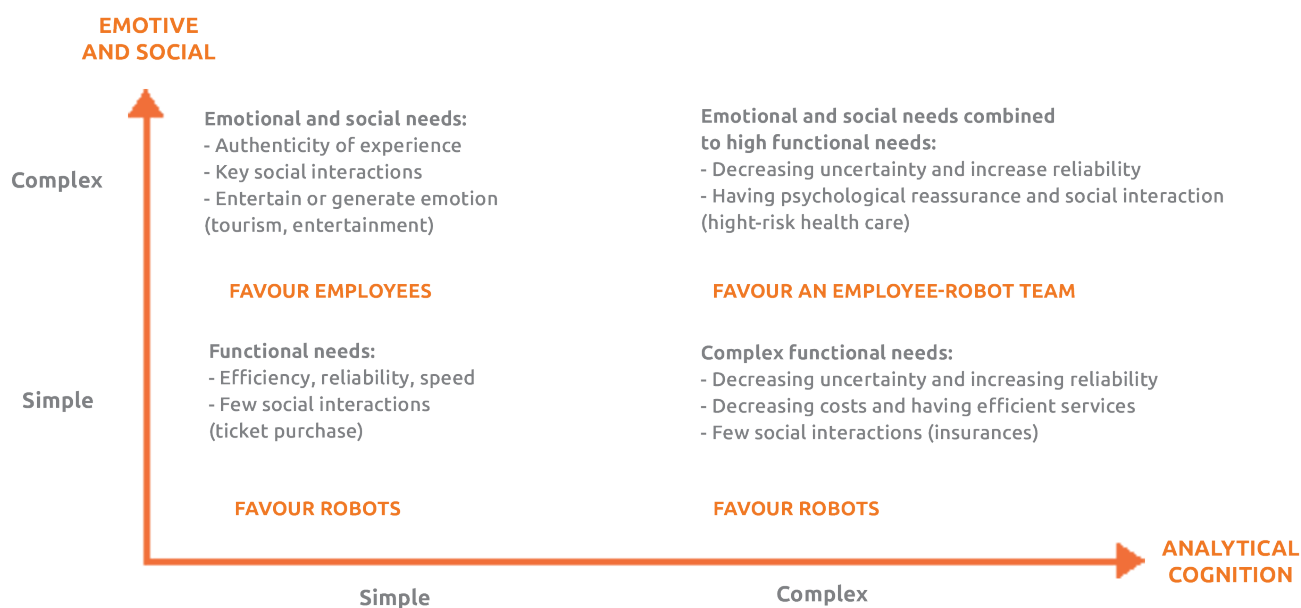 EMOTIVE
AND SOCIAL
Complex
Emotional and social needs:
- Authenticity of experience
- Key social interactions
- Entertain or generate emotion
(tourism, entertainment)
FAVOUR EMPLOYEES
Emotional and social needs combined
to high functional needs:
- Decreasing uncertainty and increase reliability
- Having psychological reassurance and social interaction
(hight-risk health care)
FAVOUR AN EMPLOYEE-ROBOT TEAM
Simple
Functional needs:
- Efficiency, reliability, speed
- Few social interactions
(ticket purchase)
FAVOUR ROBOTS
Complex functional needs:
- Decreasing uncertainty and increasing reliability
- Decreasing costs and having efficient services
- Few social interactions (insurances)
FAVOUR ROBOTS
ANALYTICAL
COGNITION
Simple
Complex